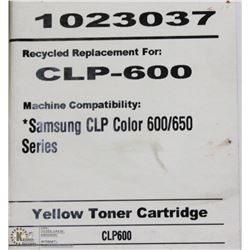 1023037
Recycled Replacement For:
CLP-600
Machine Compatibility:
*Samsung CLP Color 600/650
Series
Yellow Toner Cartridge
CLP600